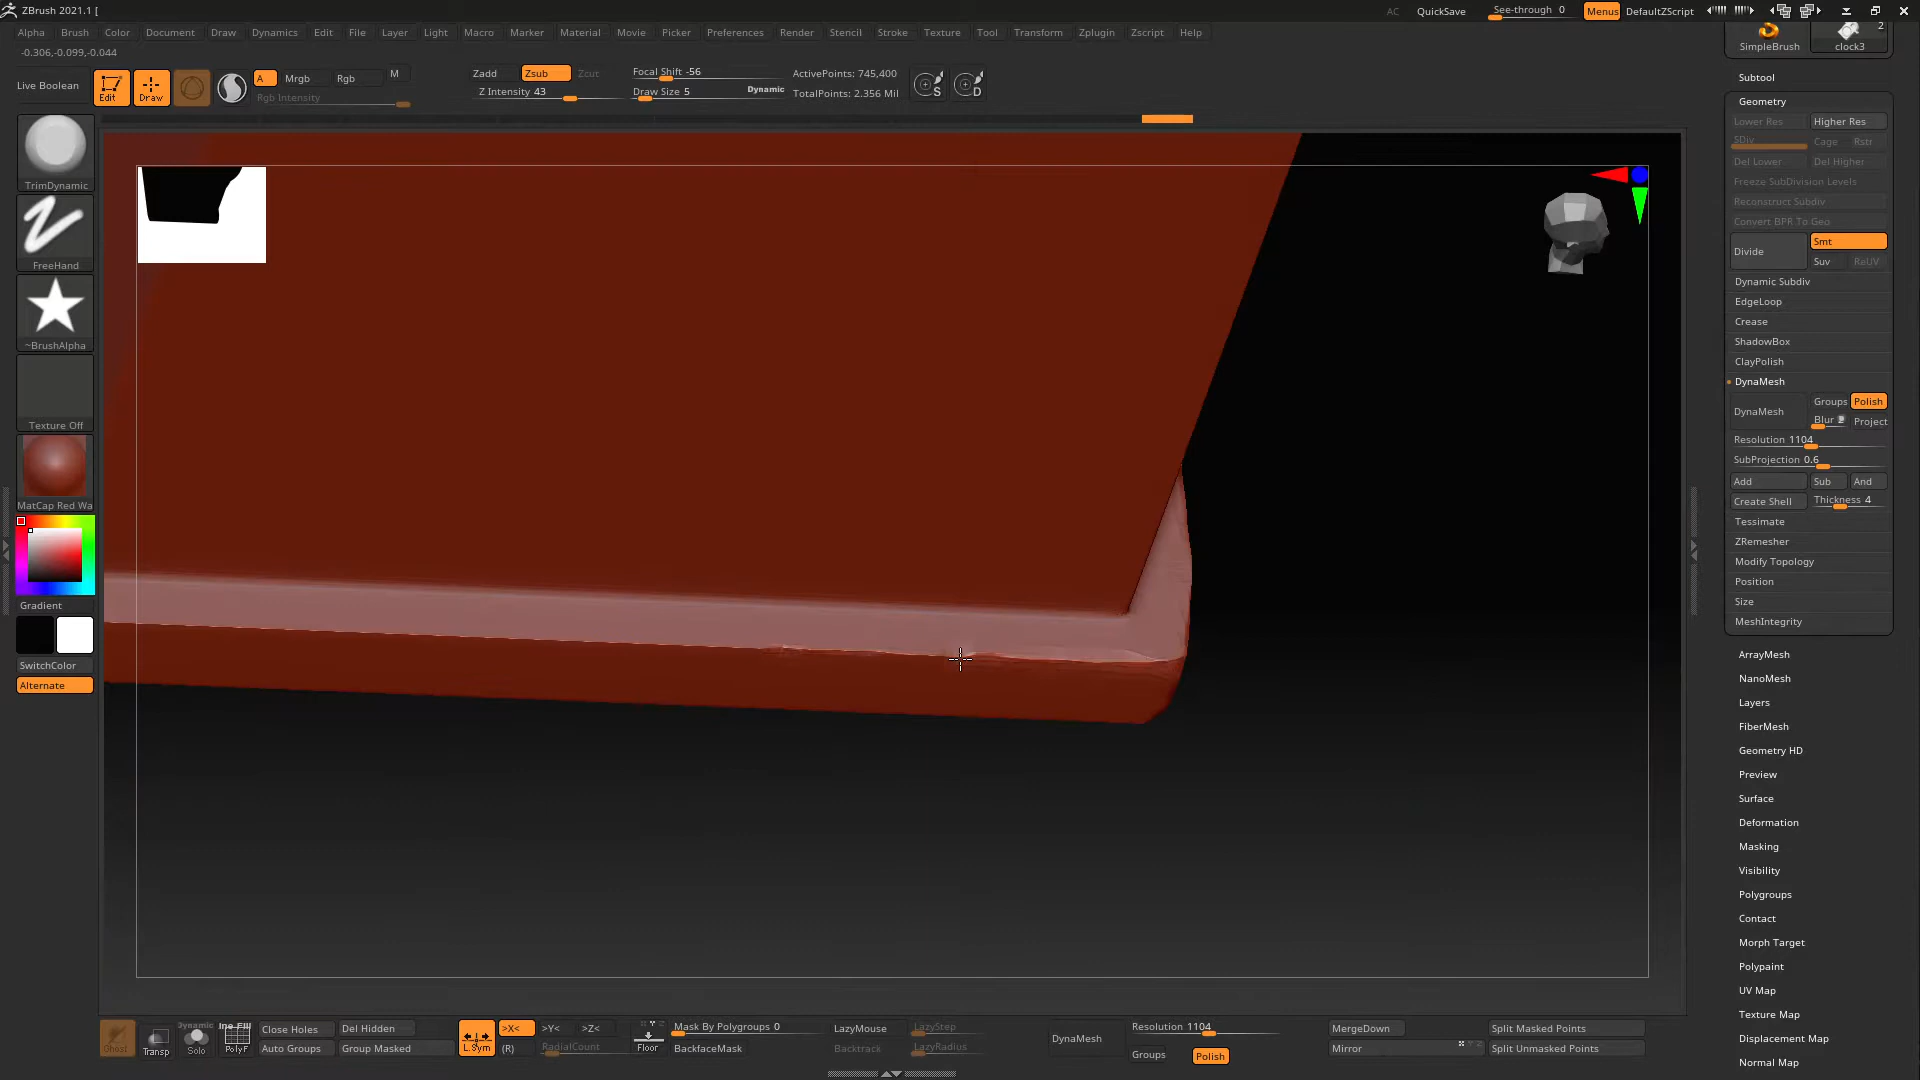 ZBrush 2021.1 [
AC QuickSave See-through 0 Menus DefaultZScript
Alpha Brush Color Document Draw Dynamics Edit File Layer Light Macro Marker Material Movie Picker Preferences Render Stencil Stroke Texture Tool Transform Zplugin Zscript Help
-0.306,-0.099,-0.044
Live Boolean
Edit
Draw
A Mrgb Rgb M
Rgb Intensity
Zadd Zsub Zcut
Z Intensity 43
Focal Shift -56
Draw Size 5 Dynamic
ActivePoints: 745,400
TotalPoints: 2.356 Mil
S
D
TrimDynamic
FreeHand
~BrushAlpha
Texture Off
MatCap Red Wa
Gradient
SwitchColor
Alternate
SimpleBrush
2
clock3
Subtool
Geometry
Lower Res Higher Res
SDiv Cage Rstr
Del Lower Del Higher
Freeze SubDivision Levels
Reconstruct Subdiv
Convert BPR To Geo
Divide Smt
Suv ReUV
Dynamic Subdiv
EdgeLoop
Crease
ShadowBox
ClayPolish
DynaMesh
DynaMesh Groups Polish
Blur Project
Resolution 1104
SubProjection 0.6
Add Sub And
Create Shell Thickness 4
Tessimate
ZRemesher
Modify Topology
Position
Size
MeshIntegrity
ArrayMesh
NanoMesh
Layers
FiberMesh
Geometry HD
Preview
Surface
Deformation
Masking
Visibility
Polygroups
Contact
Morph Target
Polypaint
UV Map
Texture Map
Displacement Map
Normal Map
Ghost
Transp
Dynamic
Solo
Line Fill
PolyF
Close Holes Del Hidden
Auto Groups Group Masked
L.Sym
>X< >Y< >Z<
(R) RadialCount
Floor
Mask By Polygroups 0
BackfaceMask
LazyMouse LazyStep
Backtrack LazyRadius
DynaMesh
Resolution 1104
Groups Polish
MergeDown
Mirror
Split Masked Points
Split Unmasked Points